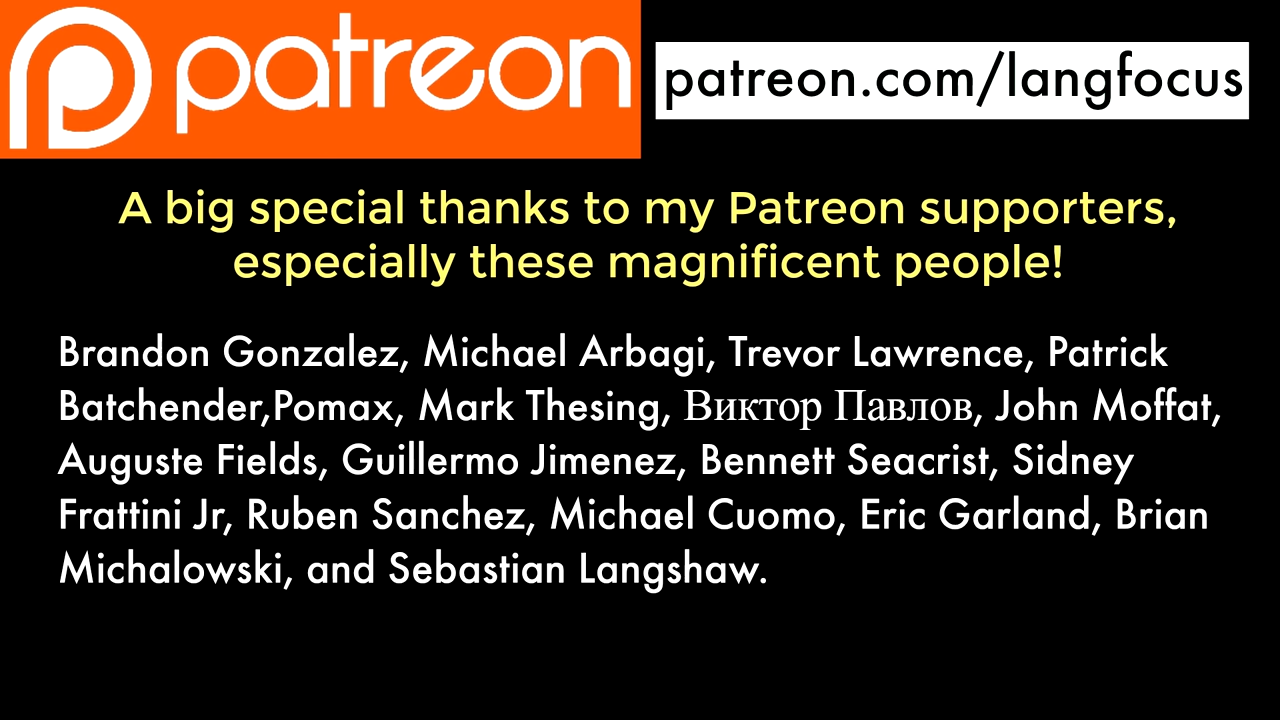 patreon
patreon.com/langfocus
A big special thanks to my Patreon supporters,
especially these magnificent people!
Brandon Gonzalez, Michael Arbagi, Trevor Lawrence, Patrick
Batchender,Pomax, Mark Thesing, Виктор Павлов, John Moffat,
Auguste Fields, Guillermo Jimenez, Bennett Seacrist, Sidney
Frattini Jr, Ruben Sanchez, Michael Cuomo, Eric Garland, Brian
Michalowski, and Sebastian Langshaw.